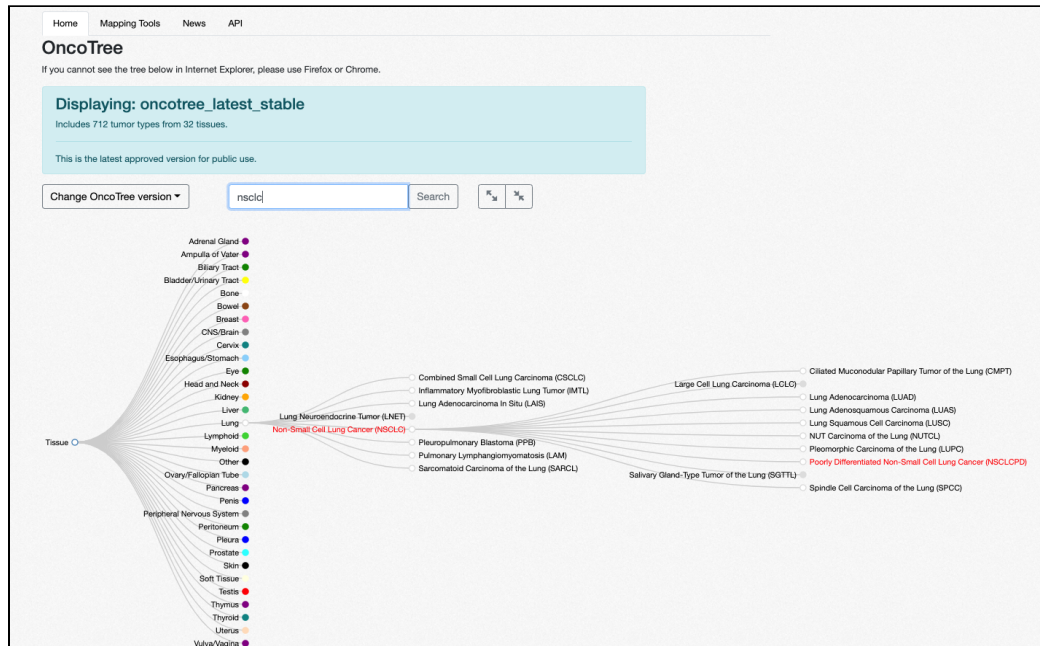 Home Mapping Tools News API
OncoTree
If you cannot see the tree below in Internet Explorer, please use Firefox or Chrome.
Displaying: oncotree_latest_stable
Includes 712 tumor types from 32 tissues.
This is the latest approved version for public use.
Change OncoTree version
nsclc
Search
Tissue
Adrenal Gland
Ampulla of Vater
Biliary Tract
Bladder/Urinary Tract
Bone
Bowel
Breast
CNS/Brain
Cervix
Esophagus/Stomach
Eye
Head and Neck
Kidney
Liver
Lung
Lymphoid
Myeloid
Other
Ovary/Fallopian Tube
Pancreas
Penis
Peripheral Nervous System
Peritoneum
Pleura
Prostate
Skin
Soft Tissue
Testis
Thymus
Thyroid
Uterus
Vulva/Vagina
Combined Small Cell Lung Carcinoma (CSCLC)
Inflammatory Myofibroblastic Lung Tumor (IMTL)
Lung Adenocarcinoma In Situ (LAIS)
Lung Neuroendocrine Tumor (LNET)
Non-Small Cell Lung Cancer (NSCLC)
Pleuropulmonary Blastoma (PPB)
Pulmonary Lymphangiomyomatosis (LAM)
Sarcomatoid Carcinoma of the Lung (SARCL)
Ciliated Muconodular Papillary Tumor of the Lung (CMPT)
Large Cell Lung Carcinoma (LCLC)
Lung Adenocarcinoma (LUAD)
Lung Adenosquamous Carcinoma (LUAS)
Lung Squamous Cell Carcinoma (LUSC)
NUT Carcinoma of the Lung (NUTCL)
Pleomorphic Carcinoma of the Lung (LUPC)
Poorly Differentiated Non-Small Cell Lung Cancer (NSCLCPD)
Salivary Gland-Type Tumor of the Lung (SGTTL)
Spindle Cell Carcinoma of the Lung (SPCC)